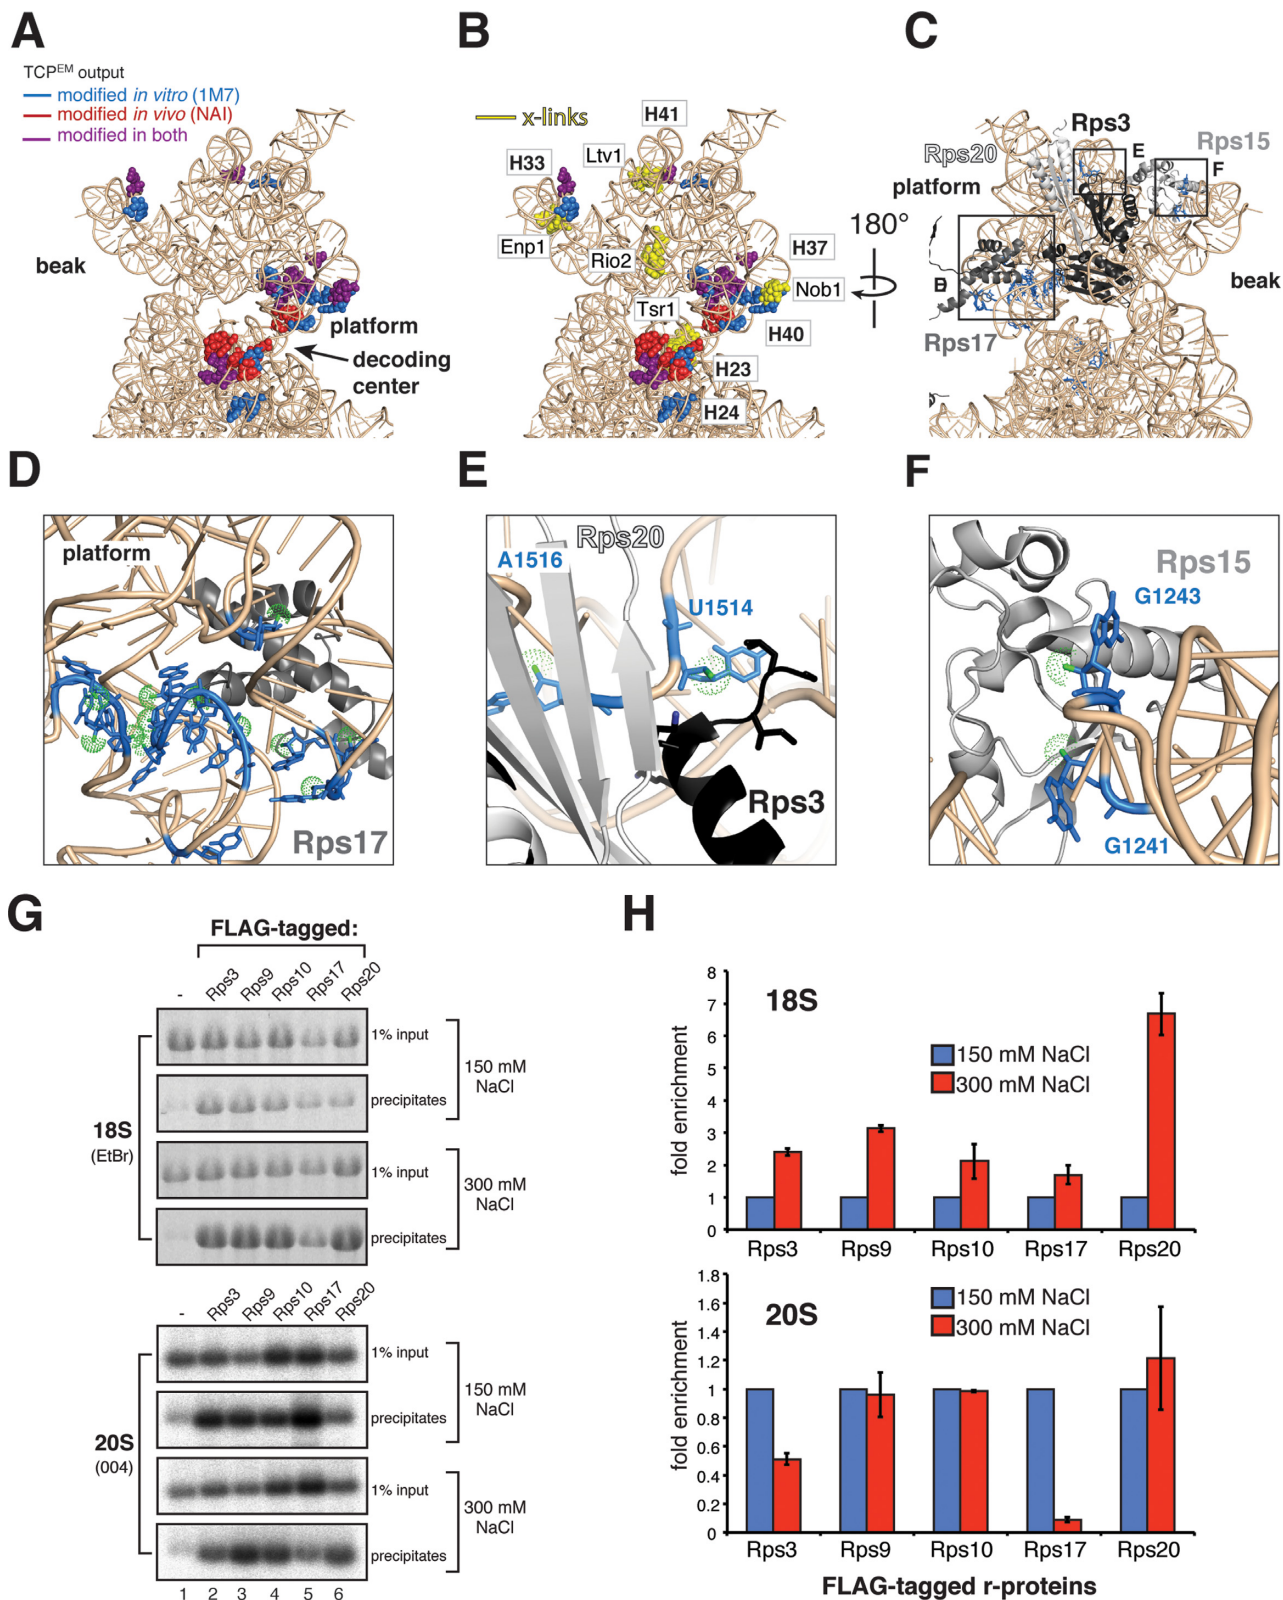 A
TCPEM output
modified in vitro (1M7)
modified in vivo (NAI)
modified in both
beak
platform
decoding
center
B
x-links
H41
H33
Ltv1
Enp1
Rio2
H37
Nob1
Tsr1
H40
H23
H24
180°
C
Rps3
Rps20
platform
E
Rps15
F
D
beak
Rps17
D
platform
Rps17
E
Rps20
A1516
U1514
Rps3
F
Rps15
G1243
G1241
G
FLAG-tagged:
- Rps3 Rps9 Rps10 Rps17 Rps20
1% input
150 mM
NaCl
precipitates
18S
(EtBr)
1% input
300 mM
NaCl
precipitates
- Rps3 Rps9 Rps10 Rps17 Rps20
1% input
150 mM
NaCl
precipitates
20S
(004)
1% input
300 mM
NaCl
precipitates
1 2 3 4 5 6
H
18S
150 mM NaCl
300 mM NaCl
fold enrichment
8
7
6
5
4
3
2
1
0
Rps3 Rps9 Rps10 Rps17 Rps20
20S
150 mM NaCl
300 mM NaCl
fold enrichment
1.8
1.6
1.4
1.2
1
0.8
0.6
0.4
0.2
0
Rps3 Rps9 Rps10 Rps17 Rps20
FLAG-tagged r-proteins